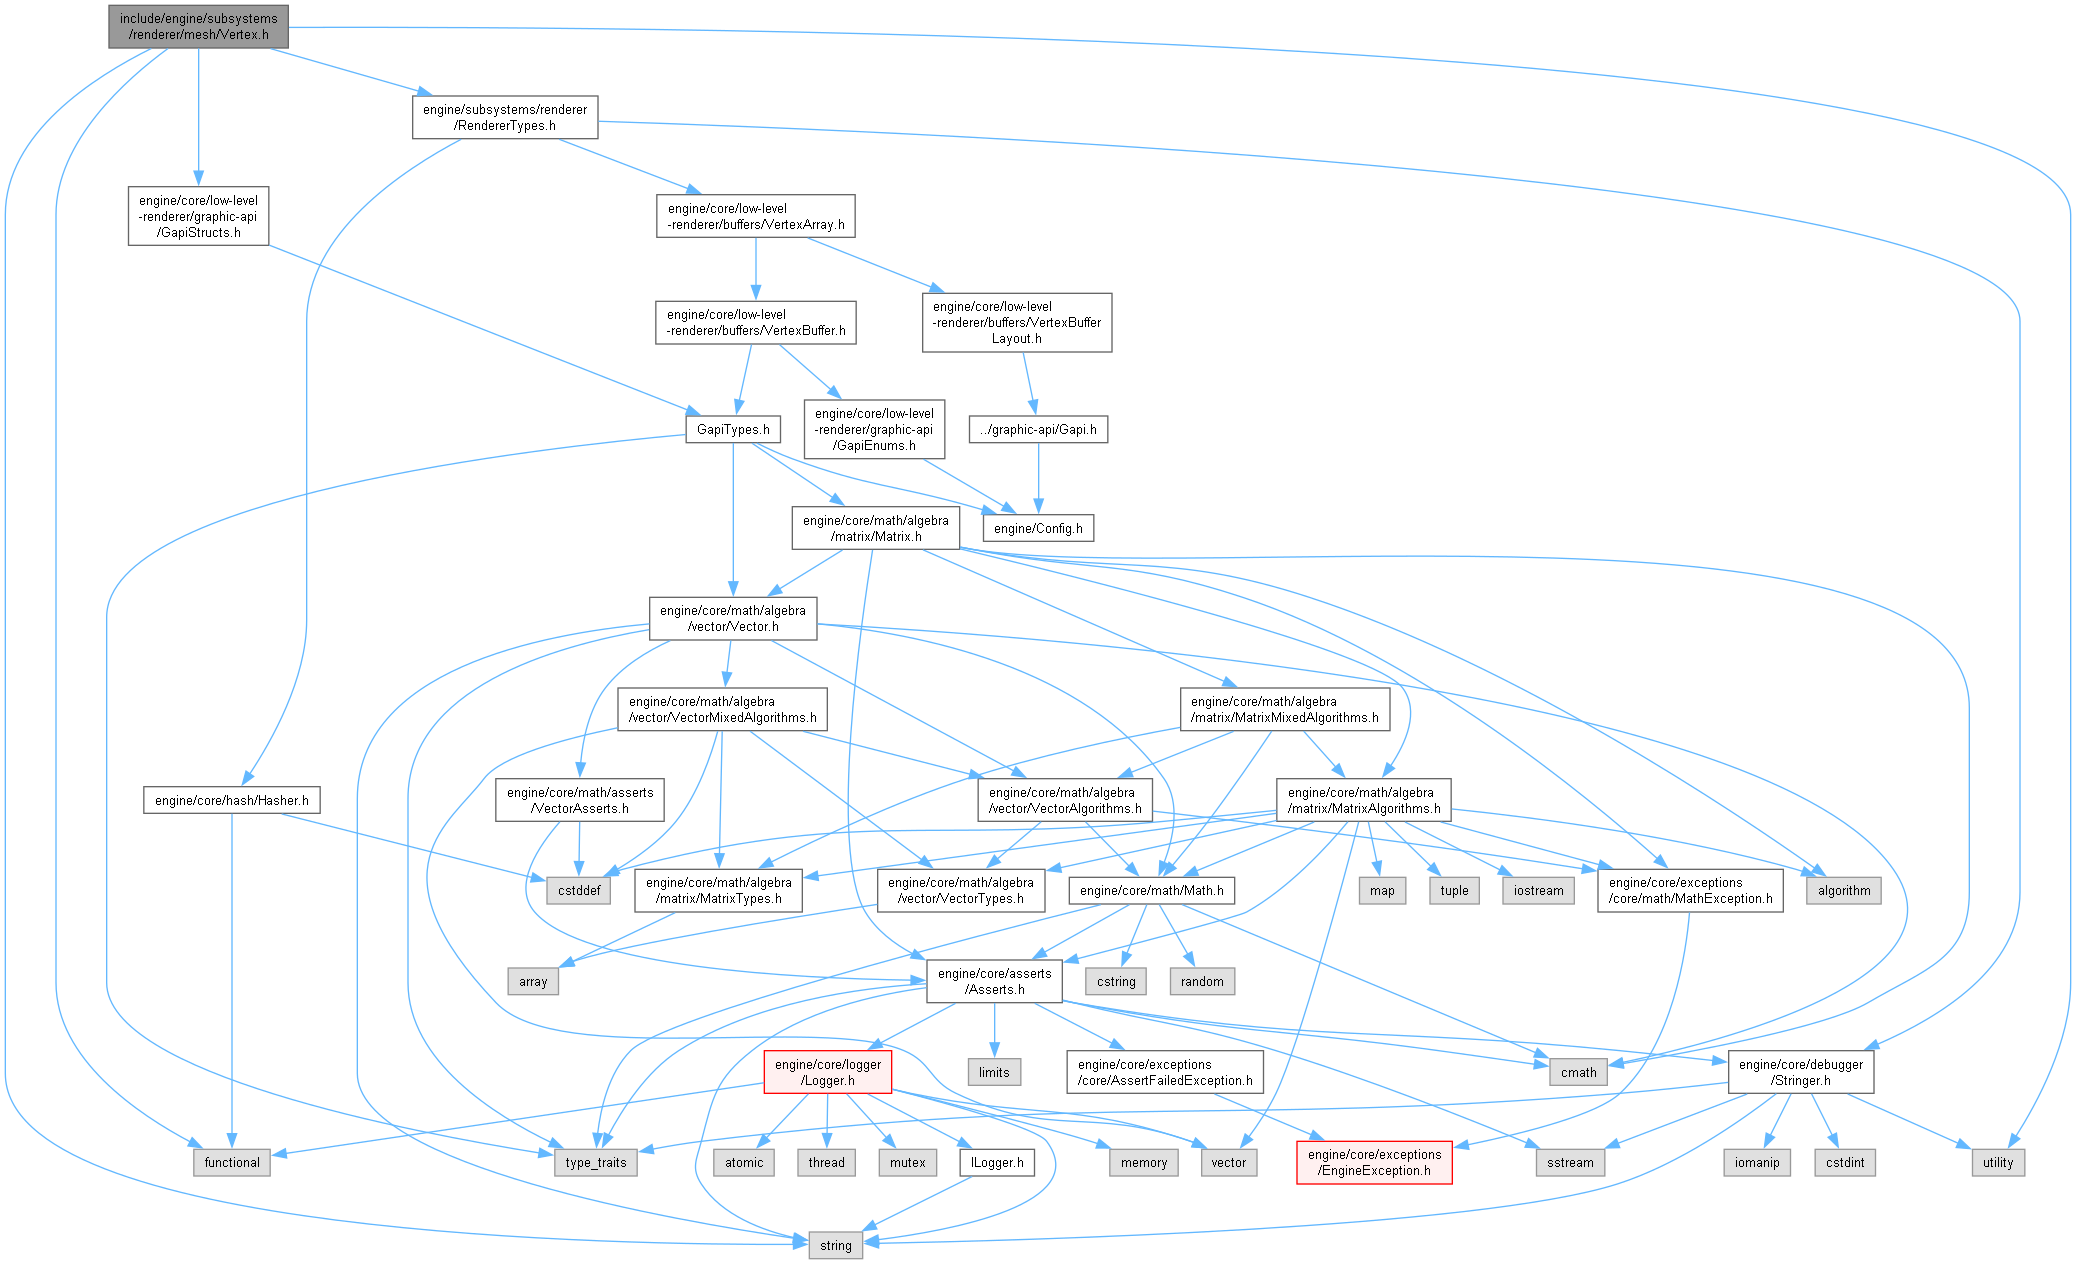 include/engine/subsystems
/renderer/mesh/Vertex.h
engine/subsystems/renderer
/RendererTypes.h
engine/core/low-level
-renderer/graphic-api
/GapiStructs.h
engine/core/low-level
-renderer/buffers/VertexArray.h
engine/core/low-level
-renderer/buffers/VertexBuffer.h
engine/core/low-level
-renderer/buffers/VertexBuffer
Layout.h
GapiTypes.h
engine/core/low-level
-renderer/graphic-api
/GapiEnums.h
../graphic-api/Gapi.h
engine/core/math/algebra
/matrix/Matrix.h
engine/Config.h
engine/core/math/algebra
/vector/Vector.h
engine/core/math/algebra
/vector/VectorMixedAlgorithms.h
engine/core/math/algebra
/matrix/MatrixMixedAlgorithms.h
engine/core/hash/Hasher.h
engine/core/math/asserts
/VectorAsserts.h
engine/core/math/algebra
/vector/VectorAlgorithms.h
engine/core/math/algebra
/matrix/MatrixAlgorithms.h
cstddef
engine/core/math/algebra
/matrix/MatrixTypes.h
engine/core/math/algebra
/vector/VectorTypes.h
engine/core/math/Math.h
map
tuple
iostream
engine/core/exceptions
/core/math/MathException.h
algorithm
array
engine/core/asserts
/Asserts.h
cstring
random
engine/core/logger
/Logger.h
limits
engine/core/exceptions
/core/AssertFailedException.h
cmath
engine/core/debugger
/Stringer.h
functional
type_traits
atomic
thread
mutex
ILogger.h
memory
vector
engine/core/exceptions
/EngineException.h
sstream
iomanip
cstdint
utility
string